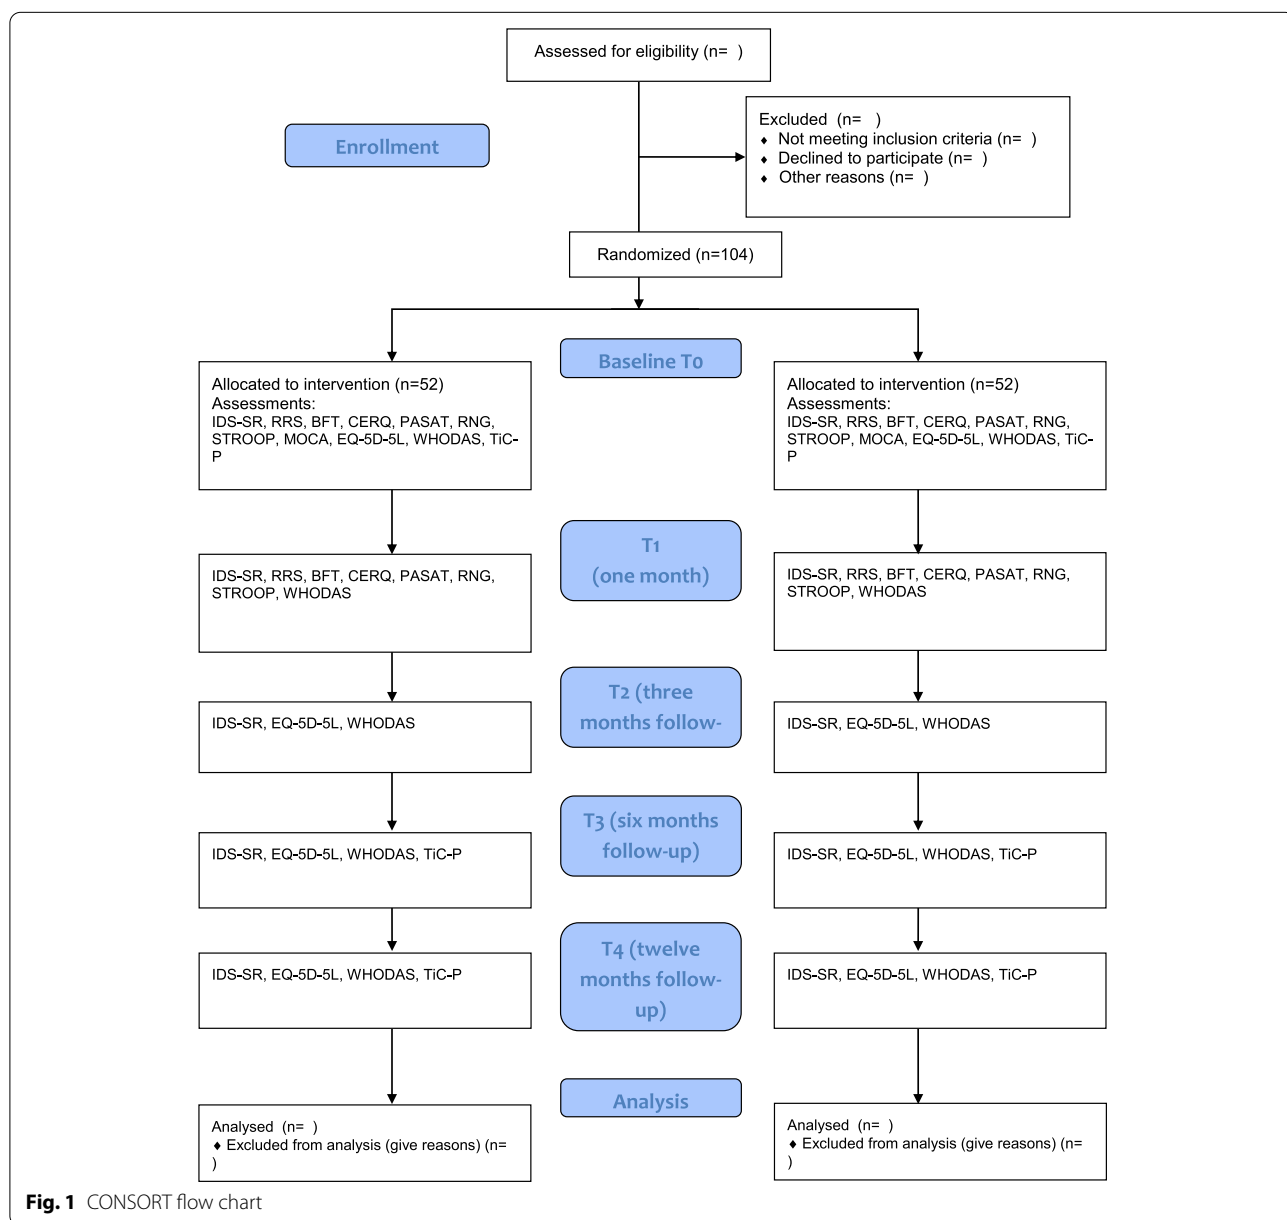 Assessed for eligibility (n=  )
Enrollment
Excluded  (n=   )
♦ Not meeting inclusion criteria (n=  )
♦ Declined to participate (n=  )
♦ Other reasons (n=  )
Randomized (n=104)
Baseline T0
Allocated to intervention (n=52)
Assessments:
IDS-SR, RRS, BFT, CERQ, PASAT, RNG,
STROOP, MOCA, EQ-5D-5L, WHODAS, TiC-
P
Allocated to intervention (n=52)
Assessments:
IDS-SR, RRS, BFT, CERQ, PASAT, RNG,
STROOP, MOCA, EQ-5D-5L, WHODAS, TiC-
P
T1
(one month)
IDS-SR, RRS, BFT, CERQ, PASAT, RNG,
STROOP, WHODAS
IDS-SR, RRS, BFT, CERQ, PASAT, RNG,
STROOP, WHODAS
T2 (three
months follow-
IDS-SR, EQ-5D-5L, WHODAS
IDS-SR, EQ-5D-5L, WHODAS
T3 (six months
follow-up)
IDS-SR, EQ-5D-5L, WHODAS, TiC-P
IDS-SR, EQ-5D-5L, WHODAS, TiC-P
T4 (twelve
months follow-
up)
IDS-SR, EQ-5D-5L, WHODAS, TiC-P
IDS-SR, EQ-5D-5L, WHODAS, TiC-P
Analysis
Analysed  (n=  )
♦ Excluded from analysis (give reasons) (n=
)
Analysed  (n=  )
♦ Excluded from analysis (give reasons) (n=
)
Fig. 1  CONSORT flow chart